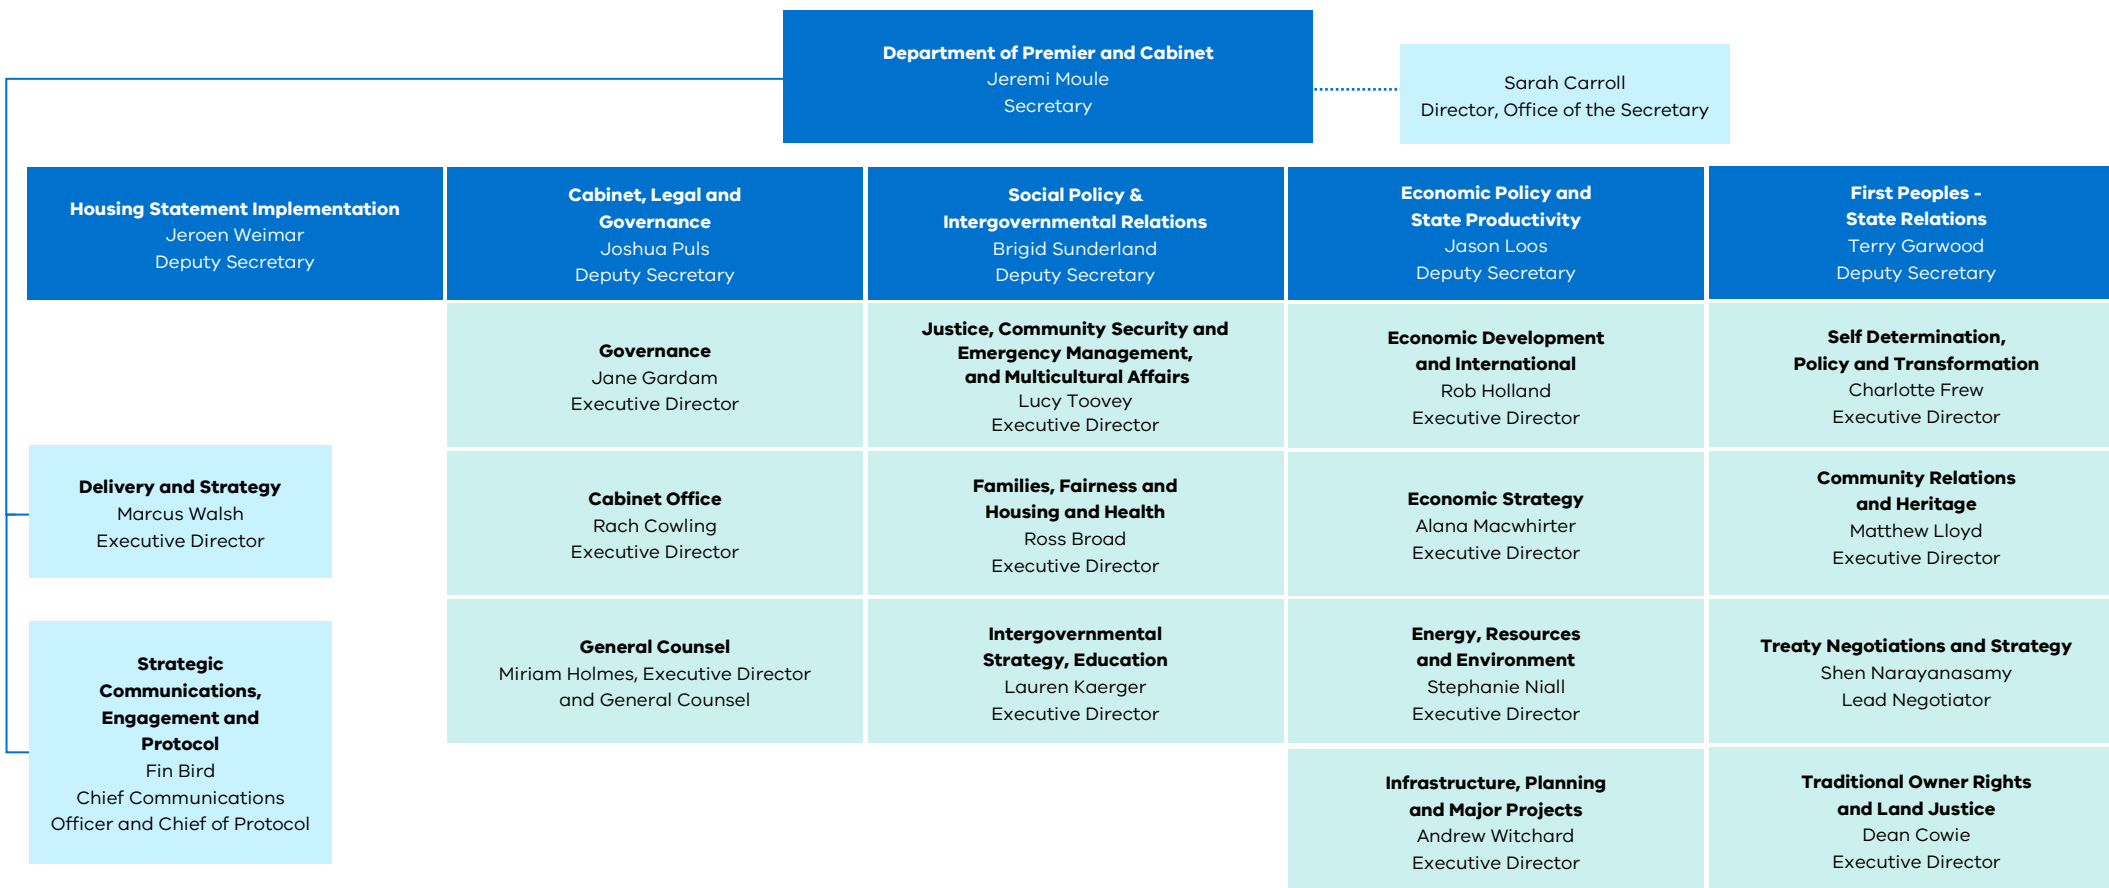 Department of Premier and Cabinet
Jeremi Moule
Secretary
Sarah Carroll
Director, Office of the Secretary
Housing Statement Implementation
Jeroen Weimar
Deputy Secretary
Cabinet, Legal and
Governance
Joshua Puls
Deputy Secretary
Social Policy &
Intergovernmental Relations
Brigid Sunderland
Deputy Secretary
Economic Policy and
State Productivity
Jason Loos
Deputy Secretary
First Peoples -
State Relations
Terry Garwood
Deputy Secretary
Governance
Jane Gardam
Executive Director
Justice, Community Security and
Emergency Management,
and Multicultural Affairs
Lucy Toovey
Executive Director
Economic Development
and International
Rob Holland
Executive Director
Self Determination,
Policy and Transformation
Charlotte Frew
Executive Director
Delivery and Strategy
Marcus Walsh
Executive Director
Cabinet Office
Rach Cowling
Executive Director
Families, Fairness and
Housing and Health
Ross Broad
Executive Director
Economic Strategy
Alana Macwhirter
Executive Director
Community Relations
and Heritage
Matthew Lloyd
Executive Director
Strategic
Communications,
Engagement and
Protocol
Fin Bird
Chief Communications
Officer and Chief of Protocol
General Counsel
Miriam Holmes, Executive Director
and General Counsel
Intergovernmental
Strategy, Education
Lauren Kaerger
Executive Director
Energy, Resources
and Environment
Stephanie Niall
Executive Director
Treaty Negotiations and Strategy
Shen Narayanasamy
Lead Negotiator
Infrastructure, Planning
and Major Projects
Andrew Witchard
Executive Director
Traditional Owner Rights
and Land Justice
Dean Cowie
Executive Director